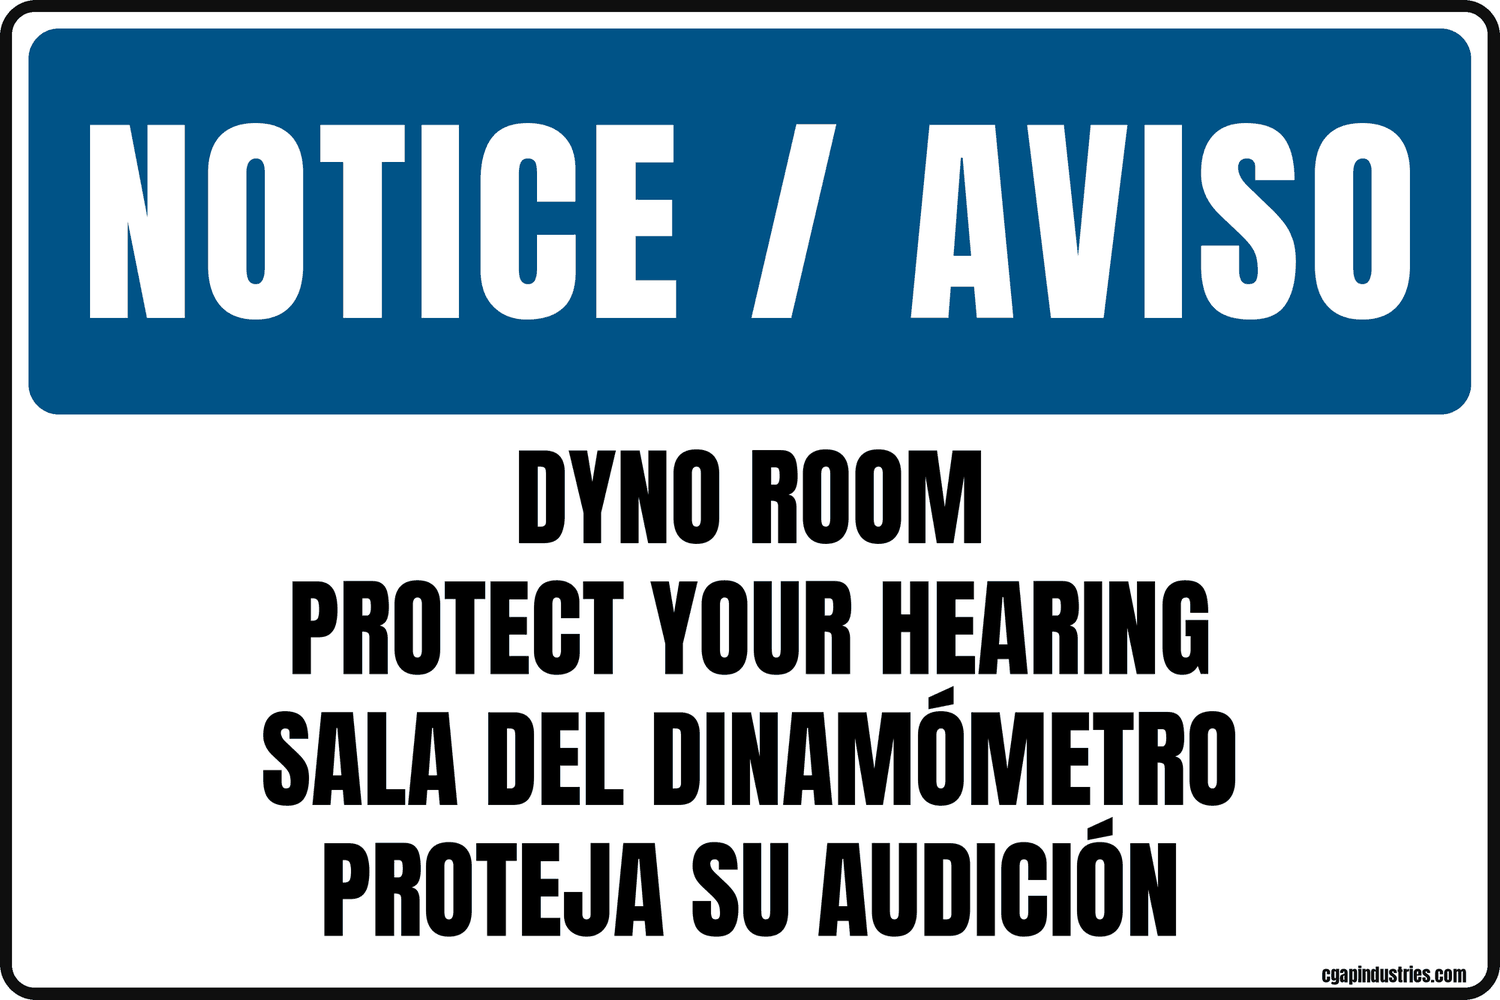 NOTICE / AVISO
DYNO ROOM
PROTECT YOUR HEARING
SALA DEL DINAMÓMETRO
PROTEJA SU AUDICIÓN
cgapindustries.com